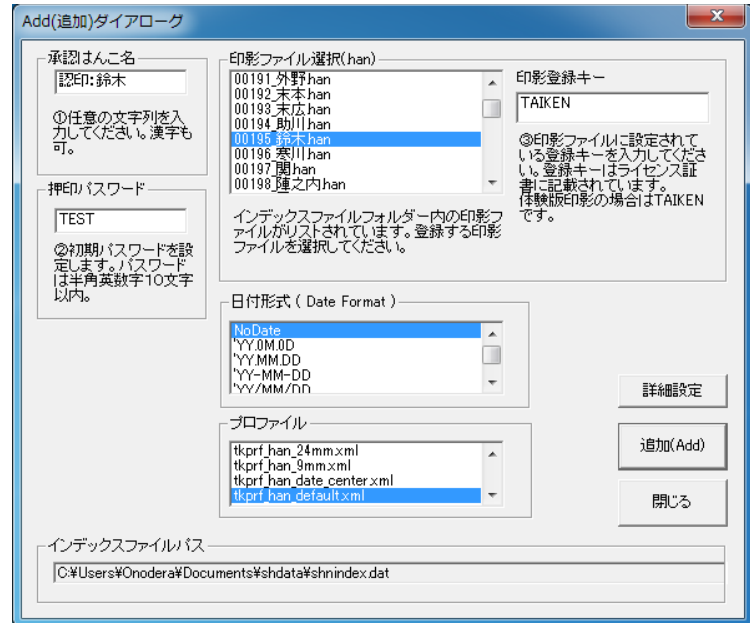 Add(追加)ダイアローグ
承認はんこ名
認印:鈴木
①任意の文字列を入
力してください。漢字も
可。
押印パスワード
TEST
②初期パスワードを設
定します。パスワード
は半角英数字10文字
以内。
印影ファイル選択(.han)
00191_外野.han
00192_末本.han
00193_末広.han
00194_助川.han
00195_鈴木.han
00196_寒川.han
00197_関.han
00198_陣之内.han
インデックスファイルフォルダー内の印影フ
ァイルがリストされています。登録する印影
ファイルを選択してください。
印影登録キー
TAIKEN
③印影ファイルに設定されて
いる登録キーを入力してくださ
い。登録キーはライセンス証
書に記載されています。
体験版印影の場合はTAIKEN
です。
日付形式 ( Date Format )
NoDate
'YY.0M.0D
'YY.MM.DD
'YY-MM-DD
'YY/MM/DD
プロファイル
tkprf_han_24mm.xml
tkprf_han_9mm.xml
tkprf_han_date_center.xml
tkprf_han_default.xml
詳細設定
追加(Add)
閉じる
インデックスファイルパス
C:¥Users¥Onodera¥Documents¥shdata¥shnindex.dat